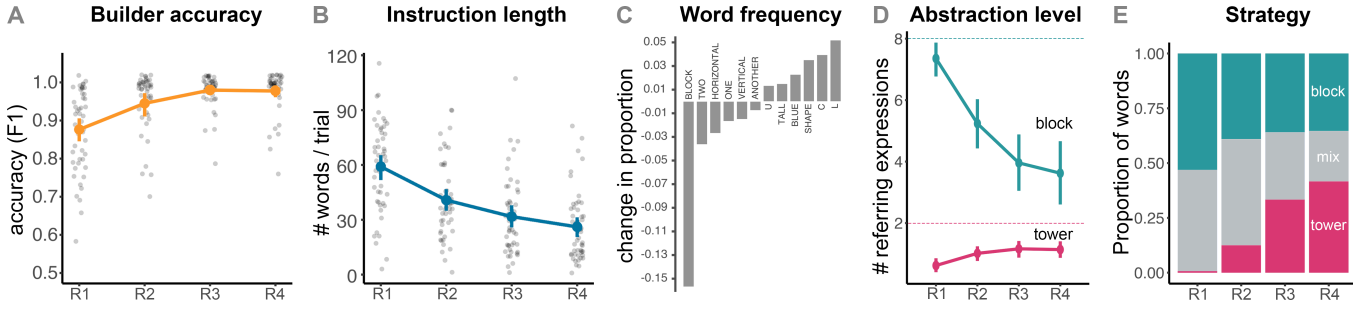 A Builder accuracy
accuracy (F1)
1.0
0.9
0.8
0.7
0.6
0.5
R1 R2 R3 R4
B Instruction length
# words / trial
120
90
60
30
0
R1 R2 R3 R4
C Word frequency
change in proportion
0.05
0.03
0.01
-0.01
-0.03
-0.05
-0.07
-0.09
-0.11
-0.13
-0.15
BLOCK
TWO
HORIZONTAL
ONE
VERTICAL
ANOTHER
U
TALL
BLUE
SHAPE
C
L
D Abstraction level
# referring expressions
8
6
4
2
block
tower
R1 R2 R3 R4
E Strategy
Proportion of words
1.00
0.75
0.50
0.25
0.00
block
mix
tower
R1 R2 R3 R4